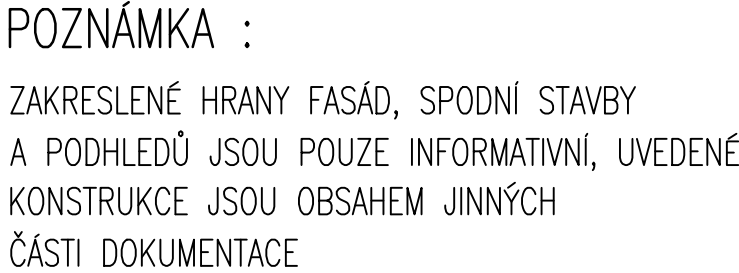 POZNÁMKA :
ZAKRESLENÉ HRANY FASÁD, SPODNÍ STAVBY
A PODHLEDŮ JSOU POUZE INFORMATIVNÍ, UVEDENÉ
KONSTRUKCE JSOU OBSAHEM JINNÝCH
ČÁSTI DOKUMENTACE